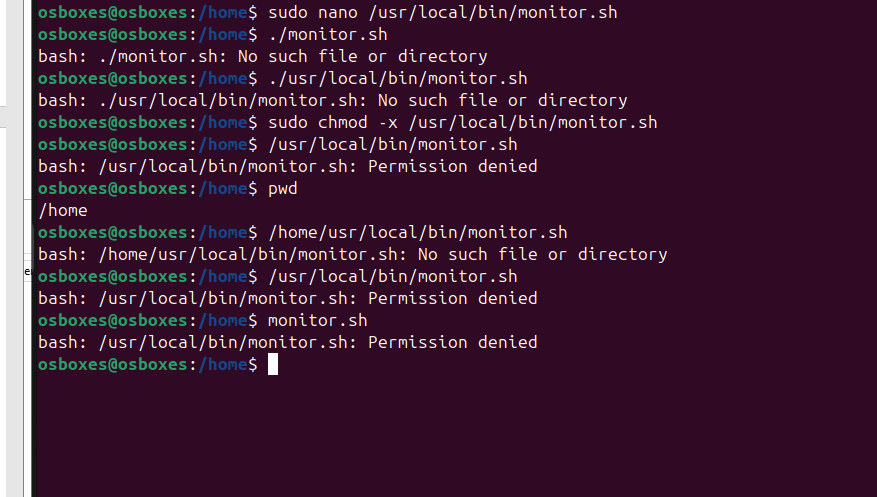 osboxes@osboxes:/home$ sudo nano /usr/local/bin/monitor.sh
osboxes@osboxes:/home$ ./monitor.sh
bash: ./monitor.sh: No such file or directory
osboxes@osboxes:/home$ ./usr/local/bin/monitor.sh
bash: ./usr/local/bin/monitor.sh: No such file or directory
osboxes@osboxes:/home$ sudo chmod -x /usr/local/bin/monitor.sh
osboxes@osboxes:/home$ /usr/local/bin/monitor.sh
bash: /usr/local/bin/monitor.sh: Permission denied
osboxes@osboxes:/home$ pwd
/home
osboxes@osboxes:/home$ /home/usr/local/bin/monitor.sh
bash: /home/usr/local/bin/monitor.sh: No such file or directory
osboxes@osboxes:/home$ /usr/local/bin/monitor.sh
bash: /usr/local/bin/monitor.sh: Permission denied
osboxes@osboxes:/home$ monitor.sh
bash: /usr/local/bin/monitor.sh: Permission denied
osboxes@osboxes:/home$